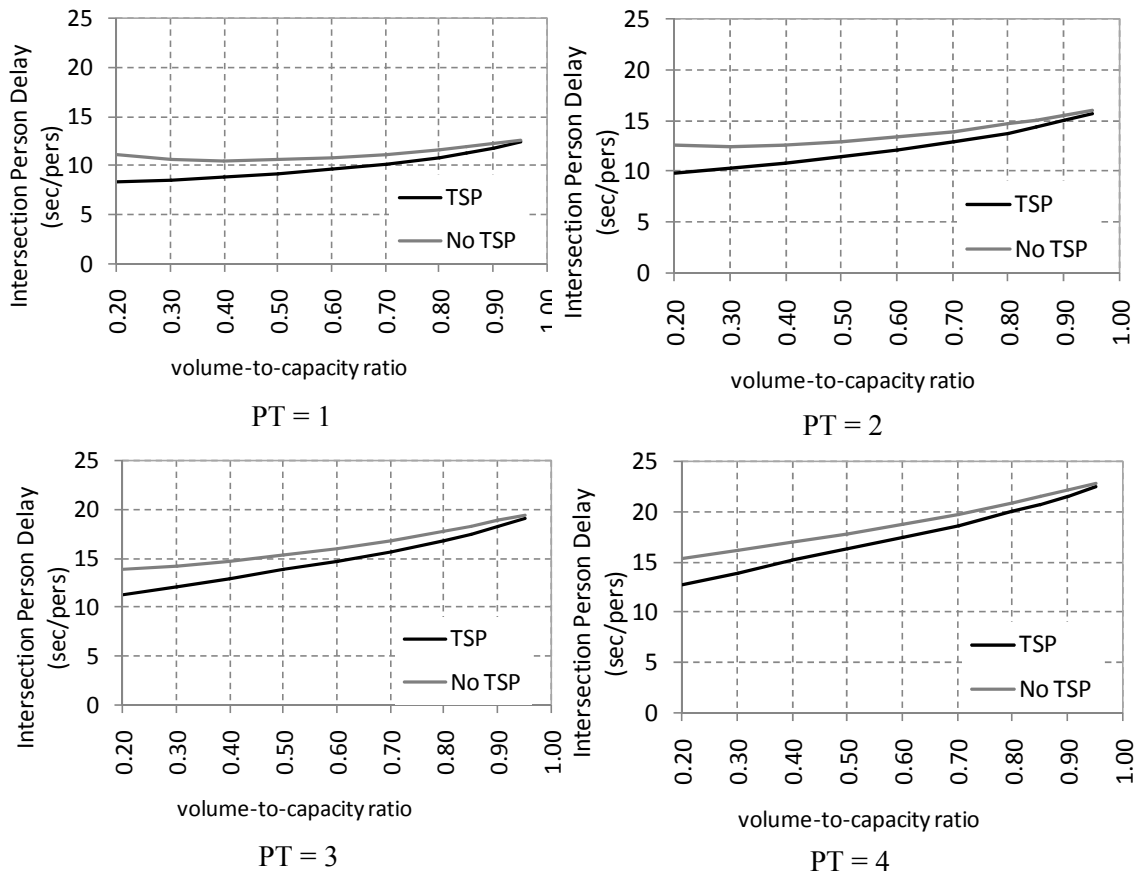 Intersection Person Delay
(sec/pers)
25
20
15
10
5
0
TSP
No TSP
0.20
0.30
0.40
0.50
0.60
0.70
0.80
0.90
1.00
volume-to-capacity ratio
PT = 1
Intersection Person Delay
(sec/pers)
25
20
15
10
5
0
TSP
No TSP
0.20
0.30
0.40
0.50
0.60
0.70
0.80
0.90
1.00
volume-to-capacity ratio
PT = 2
Intersection Person Delay
(sec/pers)
25
20
15
10
5
0
TSP
No TSP
0.20
0.30
0.40
0.50
0.60
0.70
0.80
0.90
1.00
volume-to-capacity ratio
PT = 3
Intersection Person Delay
(sec/pers)
25
20
15
10
5
0
TSP
No TSP
0.20
0.30
0.40
0.50
0.60
0.70
0.80
0.90
1.00
volume-to-capacity ratio
PT = 4